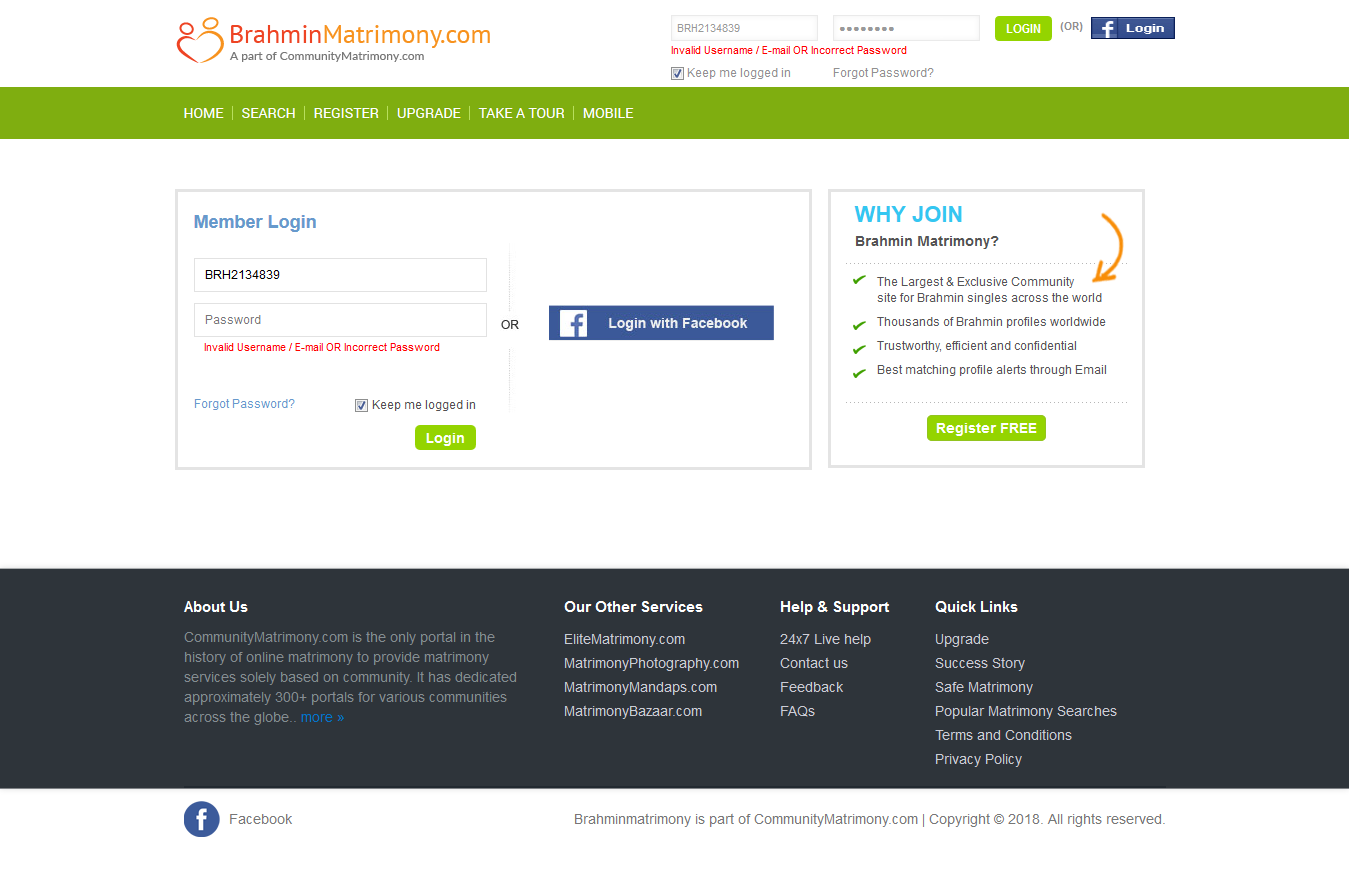 BrahminMatrimony.com
A part of CommunityMatrimony.com
BRH2134839
LOGIN
(OR)
Login
Invalid Username / E-mail OR Incorrect Password
Keep me logged in
Forgot Password?
HOME
SEARCH
REGISTER
UPGRADE
TAKE A TOUR
MOBILE
Member Login
BRH2134839
Password
Invalid Username / E-mail OR Incorrect Password
Forgot Password?
Keep me logged in
Login
OR
Login with Facebook
WHY JOIN
Brahmin Matrimony?
The Largest & Exclusive Community
site for Brahmin singles across the world
Thousands of Brahmin profiles worldwide
Trustworthy, efficient and confidential
Best matching profile alerts through Email
Register FREE
About Us
CommunityMatrimony.com is the only portal in the
history of online matrimony to provide matrimony
services solely based on community. It has dedicated
approximately 300+ portals for various communities
across the globe.. more »
Our Other Services
EliteMatrimony.com
MatrimonyPhotography.com
MatrimonyMandaps.com
MatrimonyBazaar.com
Help & Support
24x7 Live help
Contact us
Feedback
FAQs
Quick Links
Upgrade
Success Story
Safe Matrimony
Popular Matrimony Searches
Terms and Conditions
Privacy Policy
Facebook
Brahminmatrimony is part of CommunityMatrimony.com | Copyright © 2018. All rights reserved.